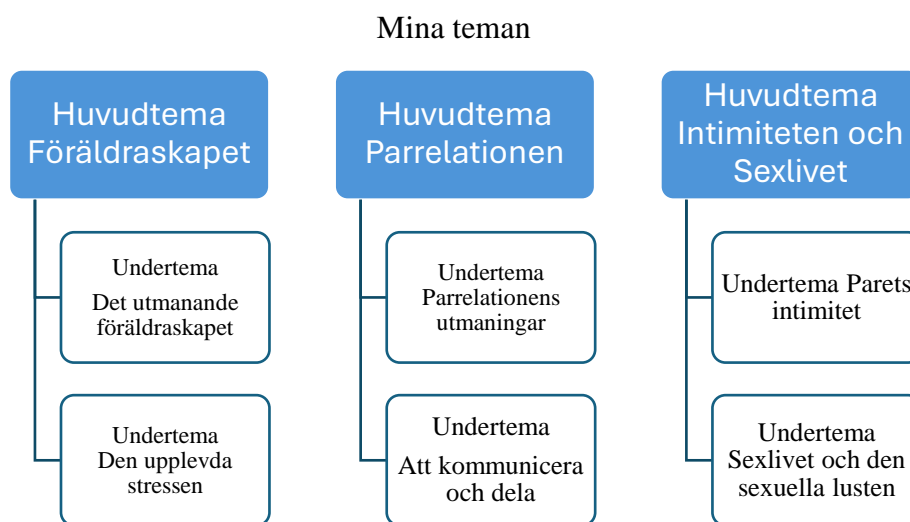 Mina teman
Huvudtema
Föräldraskapet
Undertema
Det utmanande
föräldraskapet
Undertema
Den upplevda
stressen
Huvudtema
Parrelationen
Undertema
Parrelationens
utmaningar
Undertema
Att kommunicera
och dela
Huvudtema
Intimiteten och
Sexlivet
Undertema Parets
intimitet
Undertema
Sexlivet och den
sexuella lusten